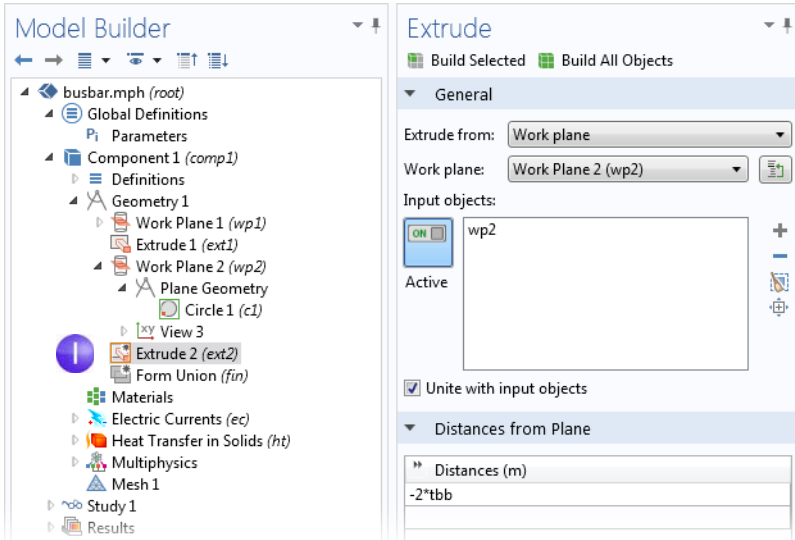 Model Builder
busbar.mph (root)
Global Definitions
Pi Parameters
Component 1 (comp1)
Definitions
Geometry 1
Work Plane 1 (wp1)
Extrude 1 (ext1)
Work Plane 2 (wp2)
Plane Geometry
Circle 1 (c1)
xy View 3
1 Extrude 2 (ext2)
Form Union (fin)
Materials
Electric Currents (ec)
Heat Transfer in Solids (ht)
Multiphysics
Mesh 1
Study 1
Results
Extrude
Build Selected Build All Objects
General
Extrude from: Work plane
Work plane: Work Plane 2 (wp2)
Input objects:
ON wp2
Active
Unite with input objects
Distances from Plane
Distances (m)
-2*tbb